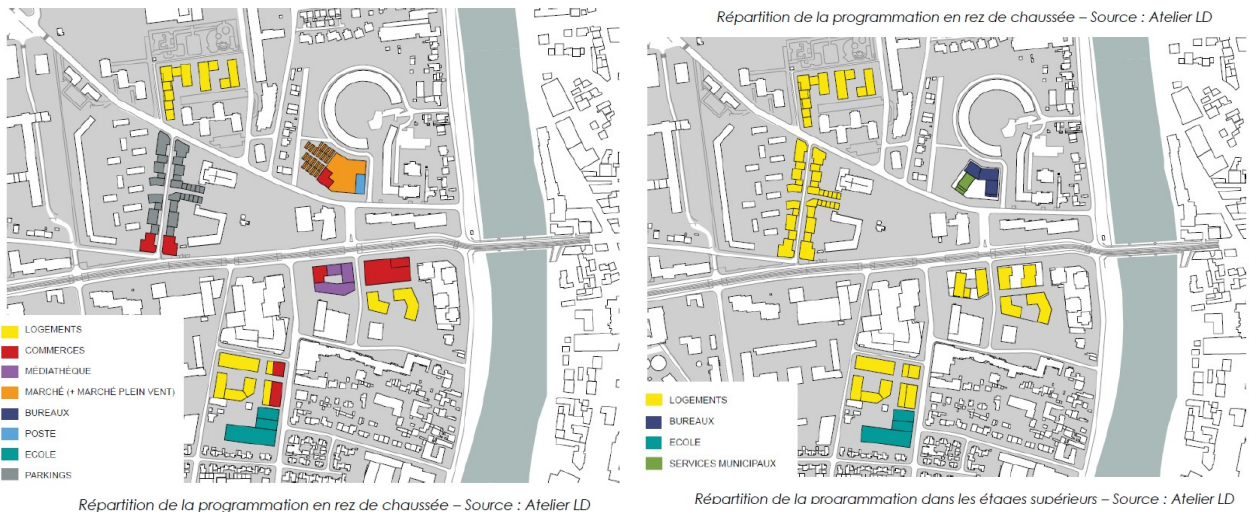 Répartition de la programmation en rez de chaussée – Source : Atelier LD
LOGEMENTS
COMMERCES
MÉDIATHÈQUE
MARCHÉ (+ MARCHÉ PLEIN VENT)
BUREAUX
POSTE
ECOLE
PARKINGS
Répartition de la programmation en rez de chaussée – Source : Atelier LD
LOGEMENTS
BUREAUX
ECOLE
SERVICES MUNICIPAUX
Répartition de la programmation dans les étages supérieurs – Source : Atelier LD